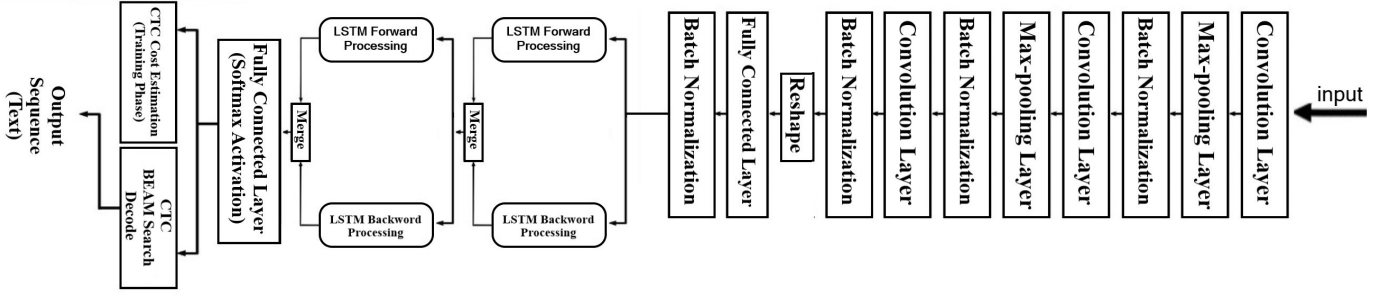 input
Convolution Layer
Max-pooling Layer
Batch Normalization
Convolution Layer
Max-pooling Layer
Batch Normalization
Convolution Layer
Batch Normalization
Reshape
Fully Connected Layer
Batch Normalization
LSTM Forward
Processing
LSTM Backword
Processing
Merge
LSTM Forward
Processing
LSTM Backword
Processing
Merge
Fully Connected Layer
(Softmax Activation)
CTC Cost Estimation
(Training Phase)
CTC
BEAM Search
Decode
Output
Sequence
(Text)